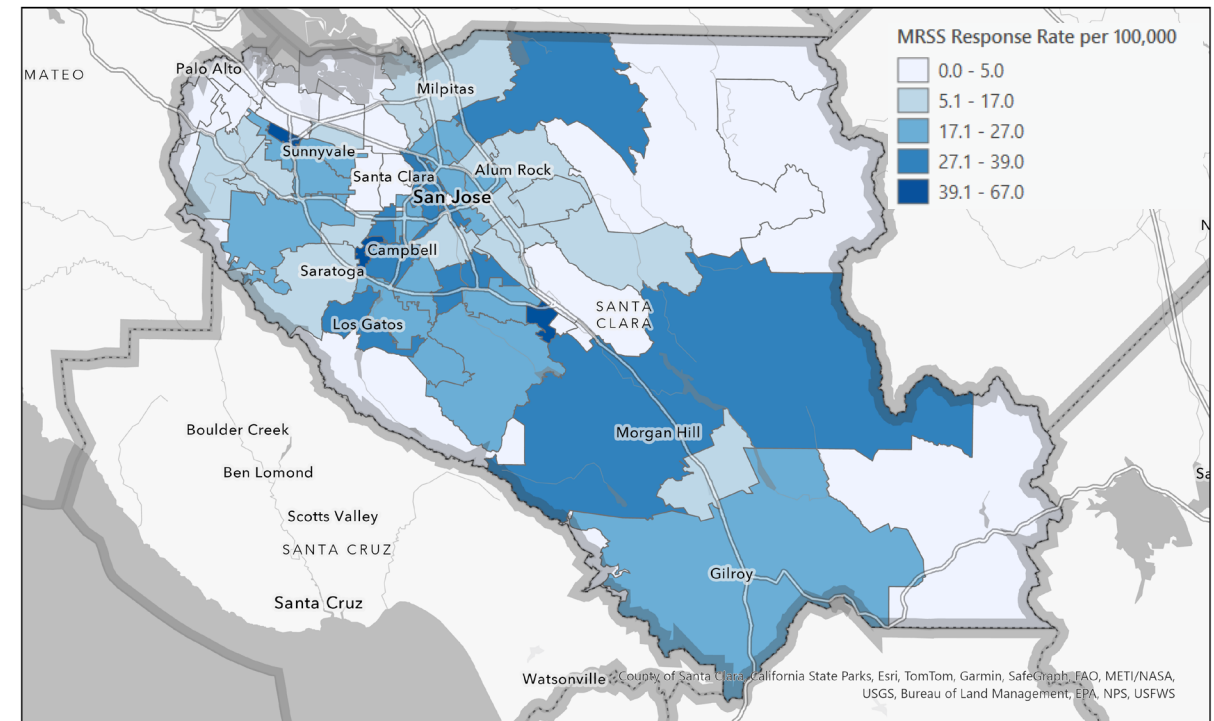 MRSS Response Rate per 100,000
0.0 - 5.0
5.1 - 17.0
17.1 - 27.0
27.1 - 39.0
39.1 - 67.0
MATEO
Palo Alto
Milpitas
Sunnyvale
Santa Clara
Alum Rock
San Jose
N
Campbell
Saratoga
SANTA
CLARA
Los Gatos
Boulder Creek
Morgan Hill
Ben Lomond
Sa
Scotts Valley
SANTA CRUZ
Gilroy
Santa Cruz
Watsonville
County of Santa Clara, California State Parks, Esri, TomTom, Garmin, SafeGraph, FAO, METI/NASA,
USGS, Bureau of Land Management, EPA, NPS, USFWS